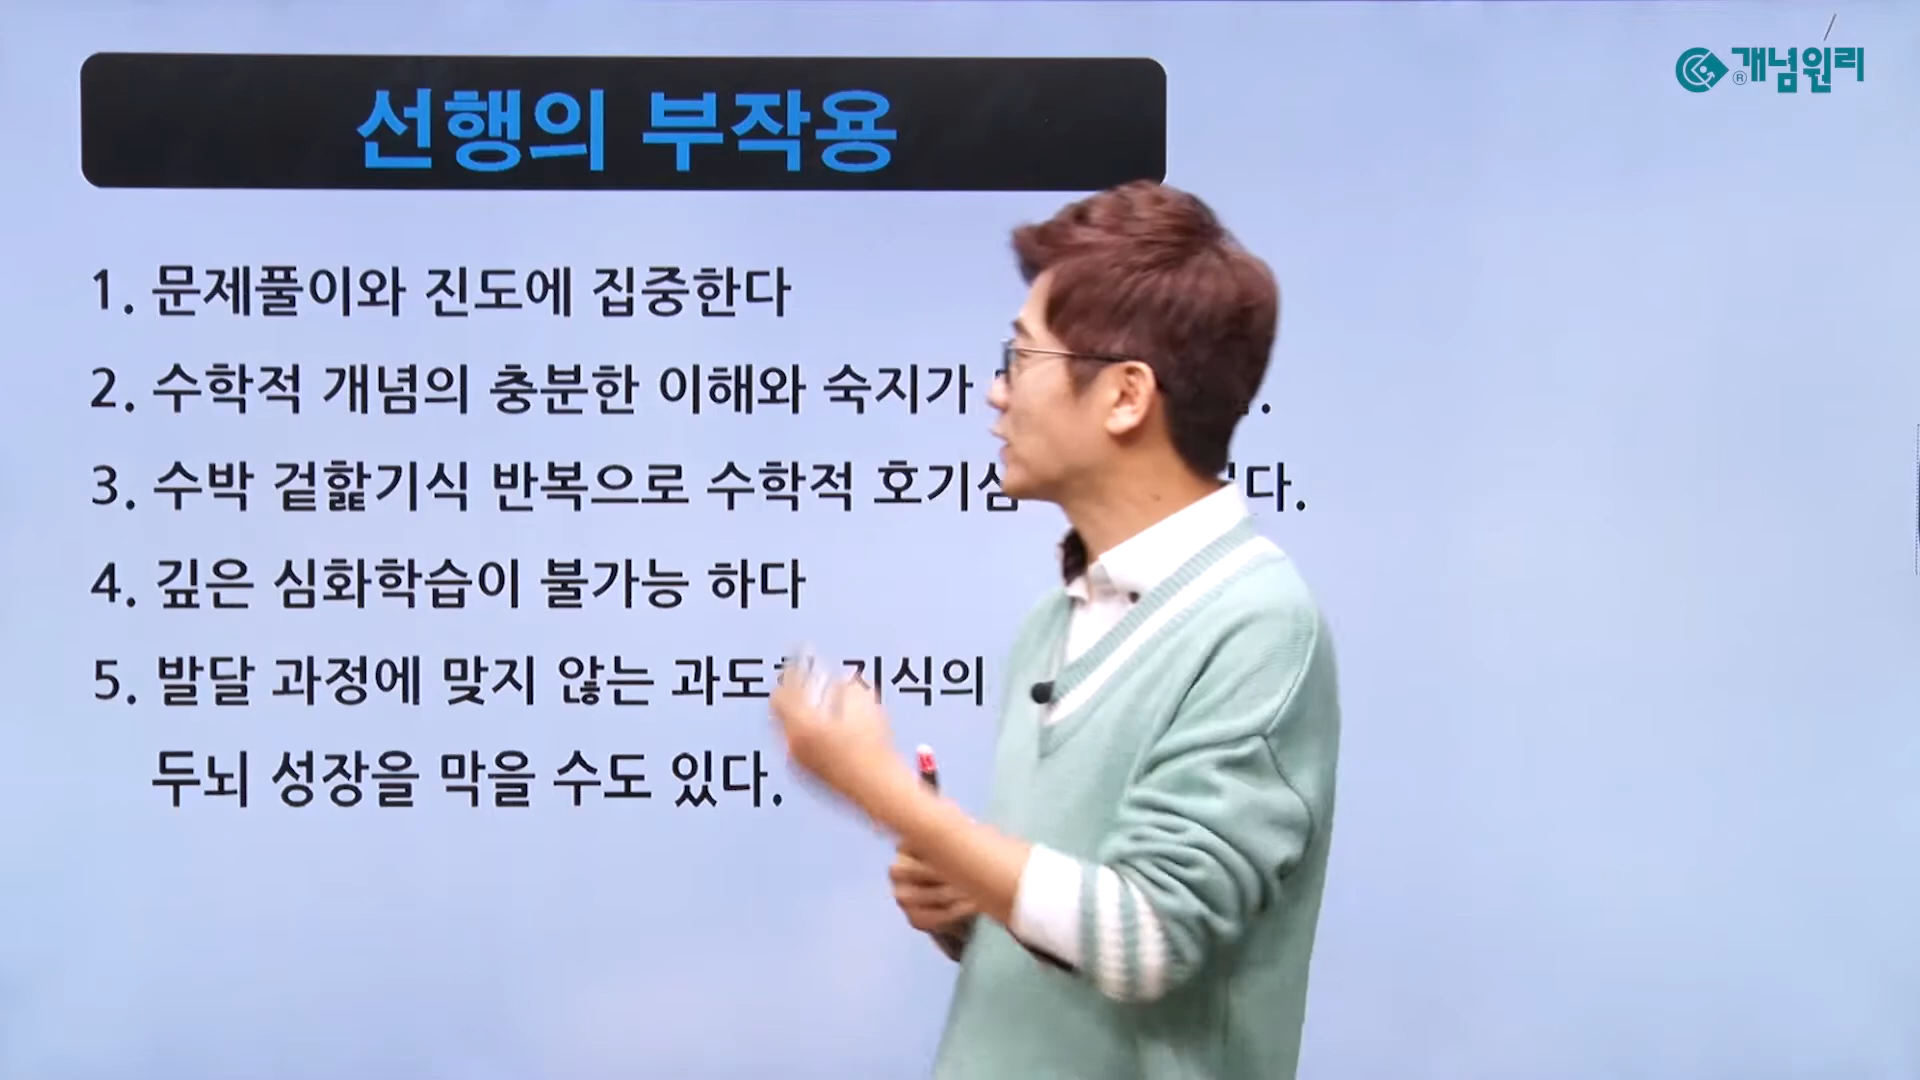 개념원리
선행의 부작용
1. 문제풀이와 진도에 집중한다
2. 수학적 개념의 충분한 이해와 숙지가
3. 수박 겉핥기식 반복으로 수학적 호기심
4. 깊은 심화학습이 불가능 하다
5. 발달 과정에 맞지 않는 과도한 지식의
두뇌 성장을 막을 수도 있다.